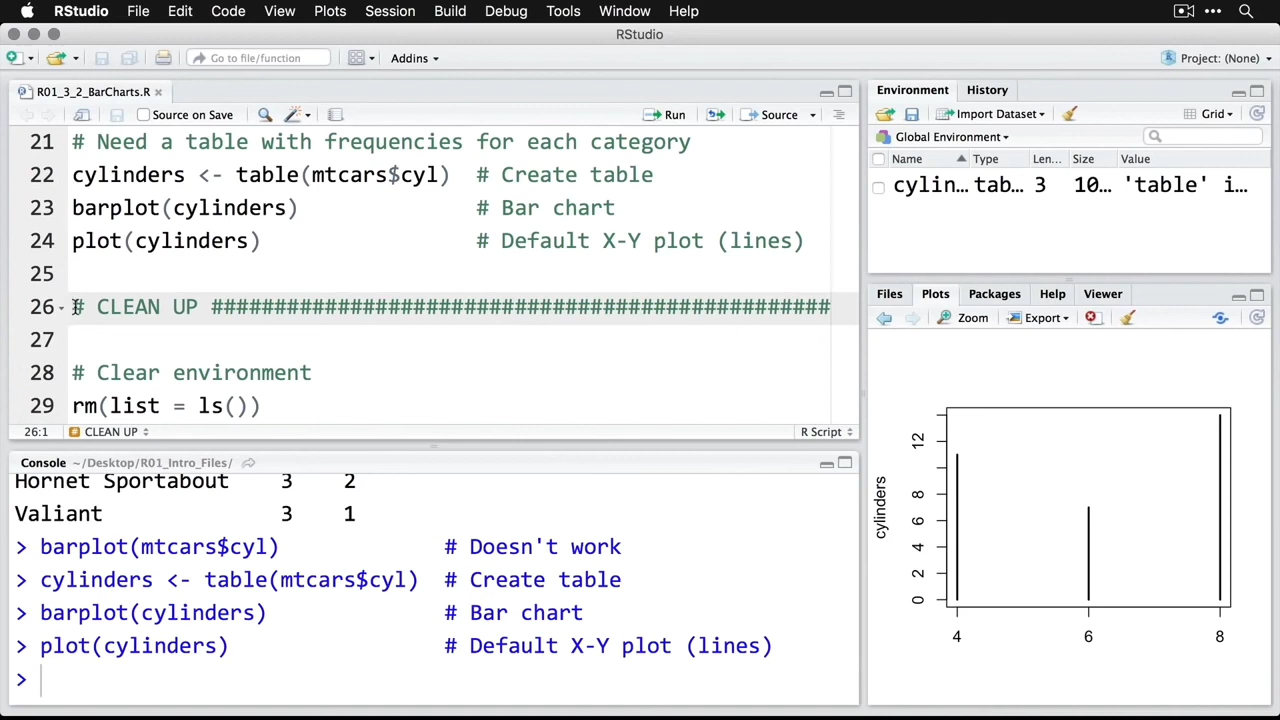 RStudio File Edit Code View Plots Session Build Debug Tools Window Help
RStudio
Go to file/function Addins Project: (None)
R01_3_2_BarCharts.R
Source on Save Run Source
21 # Need a table with frequencies for each category
22 cylinders <- table(mtcars$cyl) # Create table
23 barplot(cylinders) # Bar chart
24 plot(cylinders) # Default X-Y plot (lines)
25
26 # CLEAN UP #################################################
27
28 # Clear environment
29 rm(list = ls())
26:1 CLEAN UP R Script
Console ~/Desktop/R01_Intro_Files/
Hornet Sportabout 3 2
Valiant 3 1
> barplot(mtcars$cyl) # Doesn't work
> cylinders <- table(mtcars$cyl) # Create table
> barplot(cylinders) # Bar chart
> plot(cylinders) # Default X-Y plot (lines)
>
Environment History
Import Dataset Grid
Global Environment
Name Type Len... Size Value
cylin... tab... 3 10... 'table' i...
Files Plots Packages Help Viewer
Zoom Export
cylinders
12
8
6
4
2
0
4 6 8